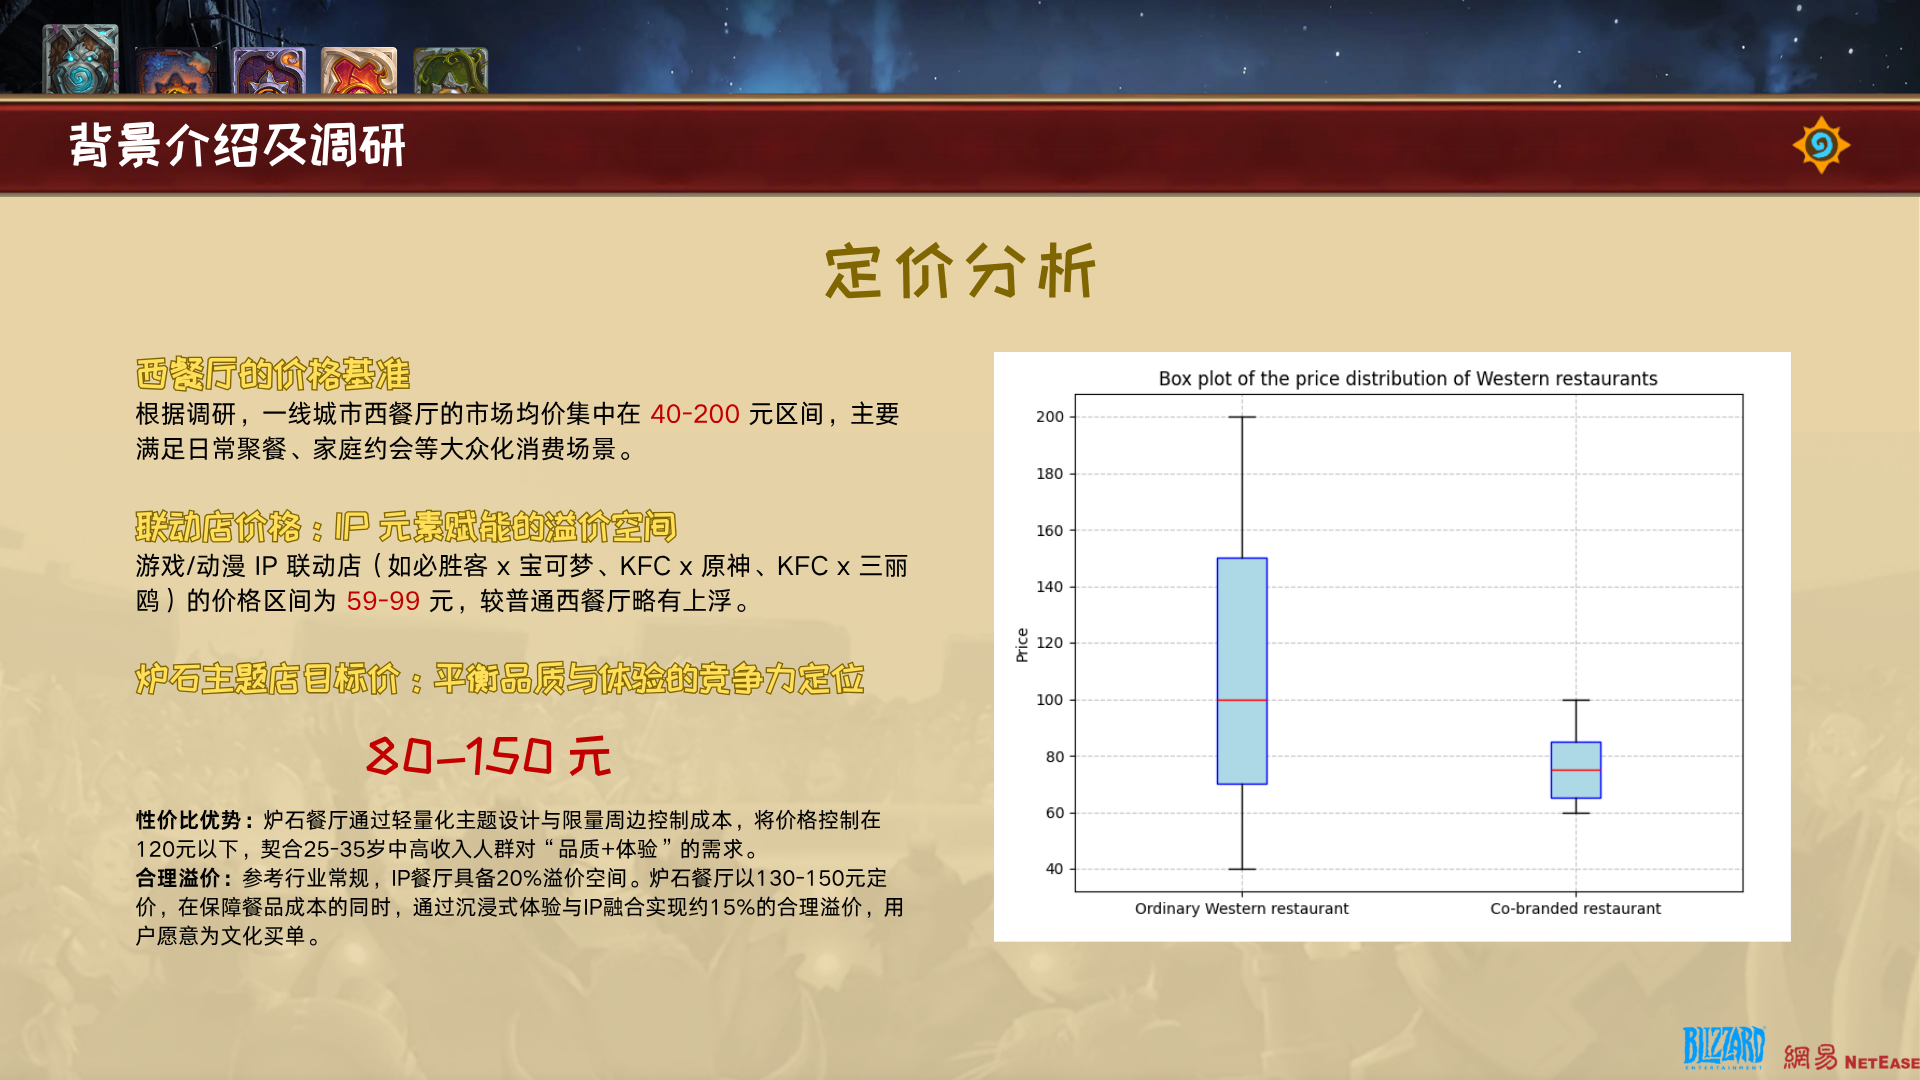 背景介绍及调研
定价分析
西餐厅的价格基准
根据调研，一线城市西餐厅的市场均价集中在 40-200 元区间，主要
满足日常聚餐、家庭约会等大众化消费场景。
联动店价格：IP 元素赋能的溢价空间
游戏/动漫 IP 联动店（如必胜客 x 宝可梦、KFC x 原神、KFC x 三丽
鸥）的价格区间为 59-99 元，较普通西餐厅略有上浮。
炉石主题店目标价：平衡品质与体验的竞争力定位
80-150 元
性价比优势：炉石餐厅通过轻量化主题设计与限量周边控制成本，将价格控制在
120元以下，契合25-35岁中高收入人群对“品质+体验”的需求。
合理溢价：参考行业常规，IP餐厅具备20%溢价空间。炉石餐厅以130-150元定
价，在保障餐品成本的同时，通过沉浸式体验与IP融合实现约15%的合理溢价，用
户愿意为文化买单。
Box plot of the price distribution of Western restaurants
Price
200
180
160
140
120
100
80
60
40
Ordinary Western restaurant
Co-branded restaurant
BLIZZARD
ENTERTAINMENT
網易 NETEASE